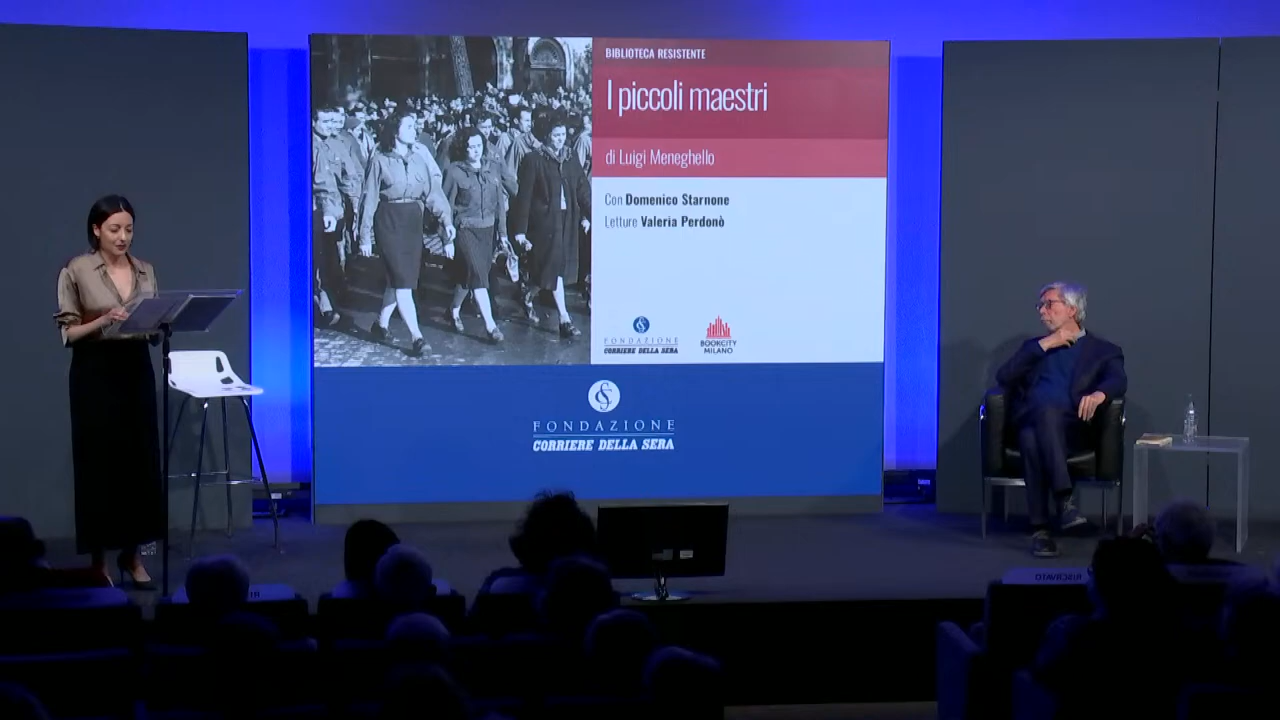 BIBLIOTECA RESISTENTE
I piccoli maestri
di Luigi Meneghello
Con Domenico Starnone
Letture Valeria Perdonò
FONDAZIONE
CORRIERE DELLA SERA
BOOKCITY
MILANO
FONDAZIONE
CORRIERE DELLA SERA
RISERVATO